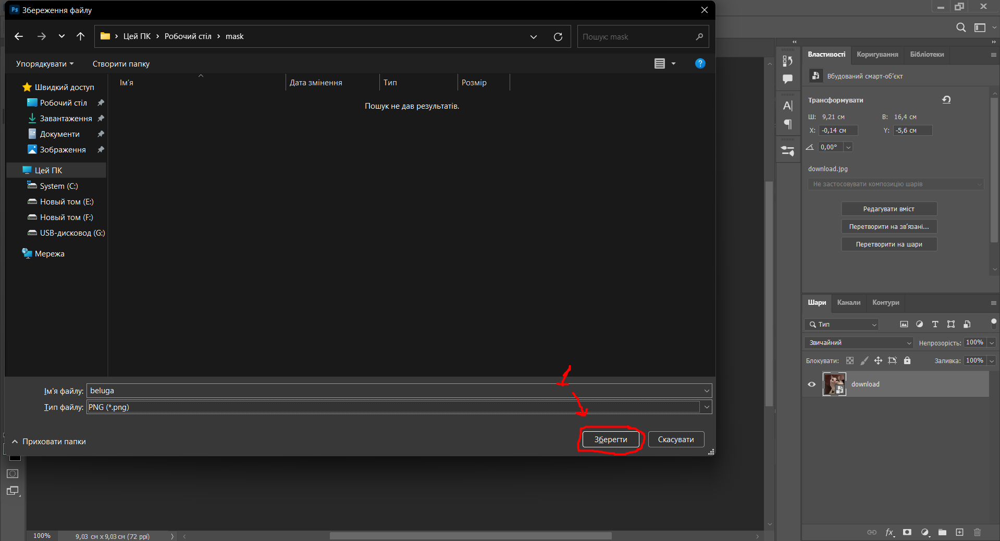 Ps Збереження файлу
Цей ПК › Робочий стіл › mask
Пошук: mask
Упорядкувати
Створити папку
?
Ім'я
Дата змінення
Тип
Розмір
Пошук не дав результатів.
Швидкий доступ
Робочий стіл
Завантаження
Документи
Зображення
Цей ПК
System (C:)
Новый том (E:)
Новый том (F:)
USB-дисковод (G:)
Мережа
Ім'я файлу: beluga
Тип файлу: PNG (*.png)
1
Приховати папки
Зберегти
Скасувати
100%
9,03 см x 9,03 см (72 ppi)
Властивості
Коригування
Бібліотеки
Вбудований смарт-об'єкт
Трансформувати
Ш: 9,21 см
В: 16,4 см
X: -0,14 см
Y: -5,6 см
0,00°
download.jpg
Не застосовувати композицію шарів
Редагувати вміст
Перетворити на зв'язані...
Перетворити на шари
Шари
Канали
Контури
Тип
Звичайний
Непрозорість: 100%
Блокувати:
Заливка: 100%
download
fx